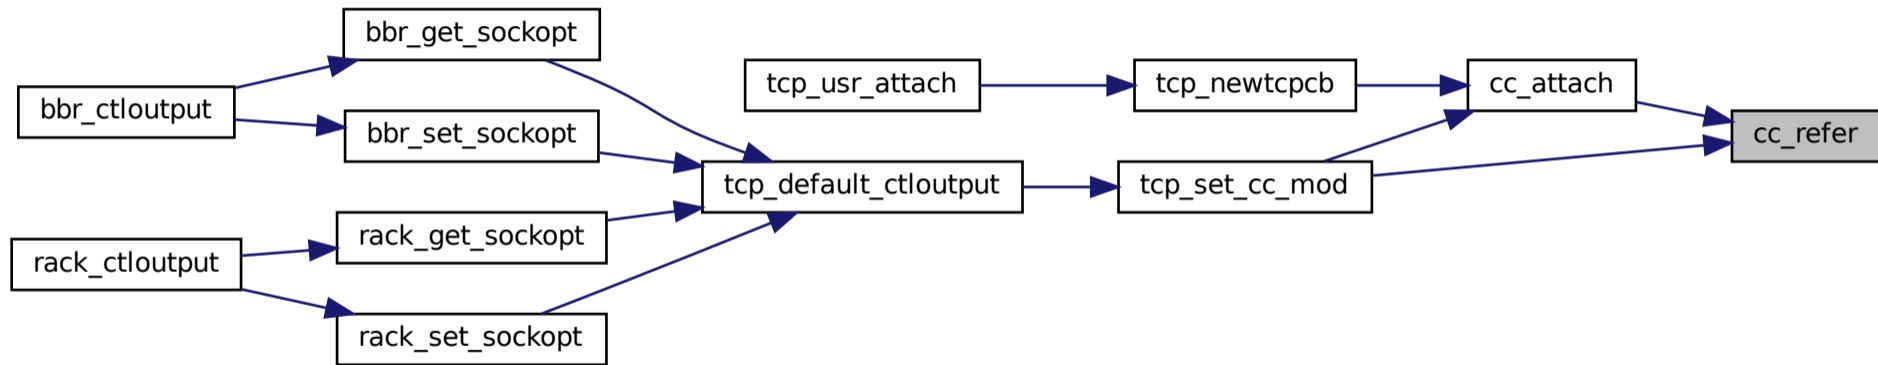 bbr_get_sockopt
bbr_ctloutput
bbr_set_sockopt
rack_get_sockopt
rack_ctloutput
rack_set_sockopt
tcp_usr_attach
tcp_default_ctloutput
tcp_newtcpcb
tcp_set_cc_mod
cc_attach
cc_refer